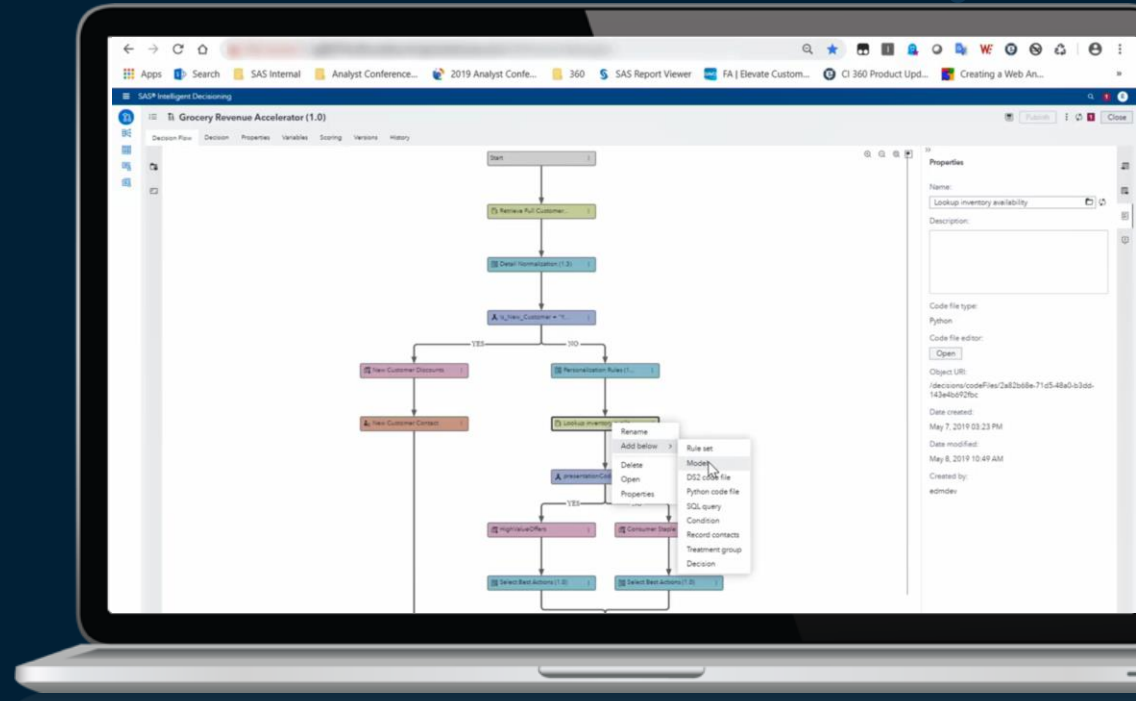 Apps Search SAS Internal Analyst Conference... 2019 Analyst Confe... 360 SAS Report Viewer FA | Elevate Custom... CI 360 Product Upd... Creating a Web An... »
SAS® Intelligent Decisioning
Grocery Revenue Accelerator (1.0) Publish Close
Decision Flow Decision Properties Variables Scoring Versions History
Start
Retrieve Full Customer...
Detail Normalization (1.3)
YES NO
New Customer Discounts
Personalization Rules (1...
New Customer Contact
Lookup inventory
Rename
Add below
Delete
Open
Properties
Rule set
Model
DS2 code file
Python code file
SQL query
Condition
Record contacts
Treatment group
Decision
YES
HighValueOffers
Consumer Staple
Select Best Actions (1.0)
Select Best Actions (1.0)
Properties
Name:
Lookup inventory availability
Description:
Code file type:
Python
Code file editor:
Open
Object URI:
/decisions/codeFiles/2a82b68e-71d5-48a0-b3dd-
143e4b692fbc
Date created:
May 7, 2019 03:23 PM
Date modified:
May 8, 2019 10:49 AM
Created by:
edmdev